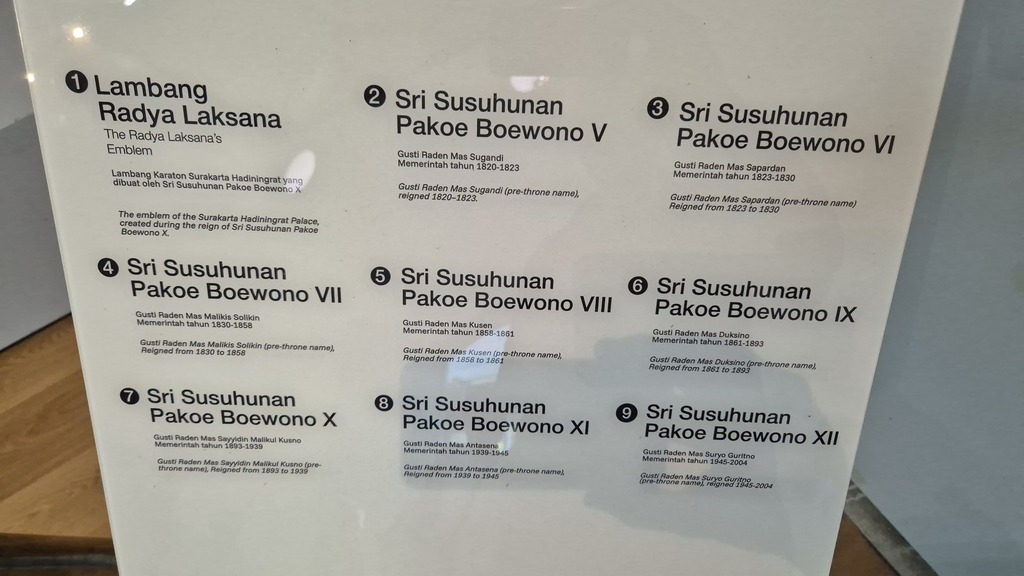 1 Lambang
Radya Laksana
The Radya Laksana's
Emblem
Lambang Karaton Surakarta Hadiningrat yang
dibuat oleh Sri Susuhunan Pakoe Boewono X
The emblem of the Surakarta Hadiningrat Palace,
created during the reign of Sri Susuhunan Pakoe
Boewono X.
2 Sri Susuhunan
Pakoe Boewono V
Gusti Raden Mas Sugandi
Memerintah tahun 1820-1823
Gusti Raden Mas Sugandi (pre-throne name),
reigned 1820–1823.
3 Sri Susuhunan
Pakoe Boewono VI
Gusti Raden Mas Sapardan
Memerintah tahun 1823-1830
Gusti Raden Mas Sapardan (pre-throne name)
Reigned from 1823 to 1830
4 Sri Susuhunan
Pakoe Boewono VII
Gusti Raden Mas Malikis Solikin
Memerintah tahun 1830-1858
Gusti Raden Mas Malikis Solikin (pre-throne name),
Reigned from 1830 to 1858
5 Sri Susuhunan
Pakoe Boewono VIII
Gusti Raden Mas Kusen
Memerintah tahun 1858-1861
Gusti Raden Mas Kusen (pre-throne name),
Reigned from 1858 to 1861
6 Sri Susuhunan
Pakoe Boewono IX
Gusti Raden Mas Duksino
Memerintah tahun 1861-1893
Gusti Raden Mas Duksino (pre-throne name),
Reigned from 1861 to 1893
7 Sri Susuhunan
Pakoe Boewono X
Gusti Raden Mas Sayyidin Malikul Kusno
Memerintah tahun 1893-1939
Gusti Raden Mas Sayyidin Malikul Kusno (pre-
throne name), Reigned from 1893 to 1939
8 Sri Susuhunan
Pakoe Boewono XI
Gusti Raden Mas Antasena
Memerintah tahun 1939-1945
Gusti Raden Mas Antasena (pre-throne name),
Reigned from 1939 to 1945
9 Sri Susuhunan
Pakoe Boewono XII
Gusti Raden Mas Suryo Guritno
Memerintah tahun 1945-2004
Gusti Raden Mas Suryo Guritno
(pre-throne name), reigned 1945-2004